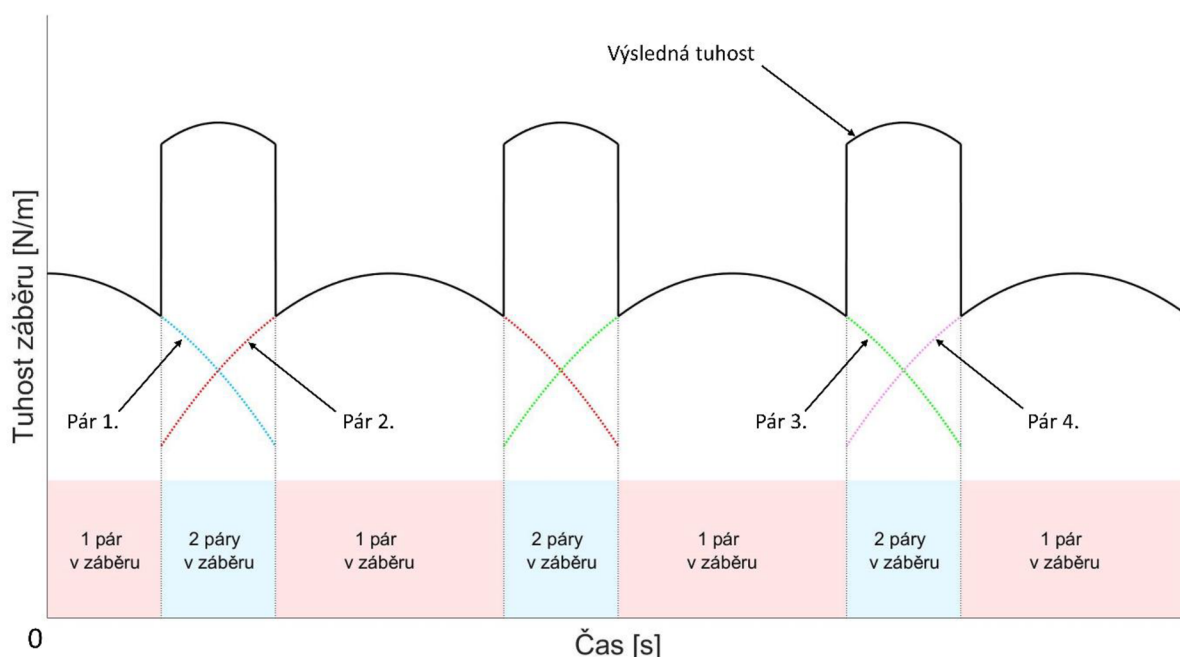 Výsledná tuhost
Tuhost záběru [N/m]
Pár 1.
Pár 2.
Pár 3.
Pár 4.
1 pár
v záběru
2 páry
v záběru
1 pár
v záběru
2 páry
v záběru
1 pár
v záběru
2 páry
v záběru
1 pár
v záběru
0
Čas [s]